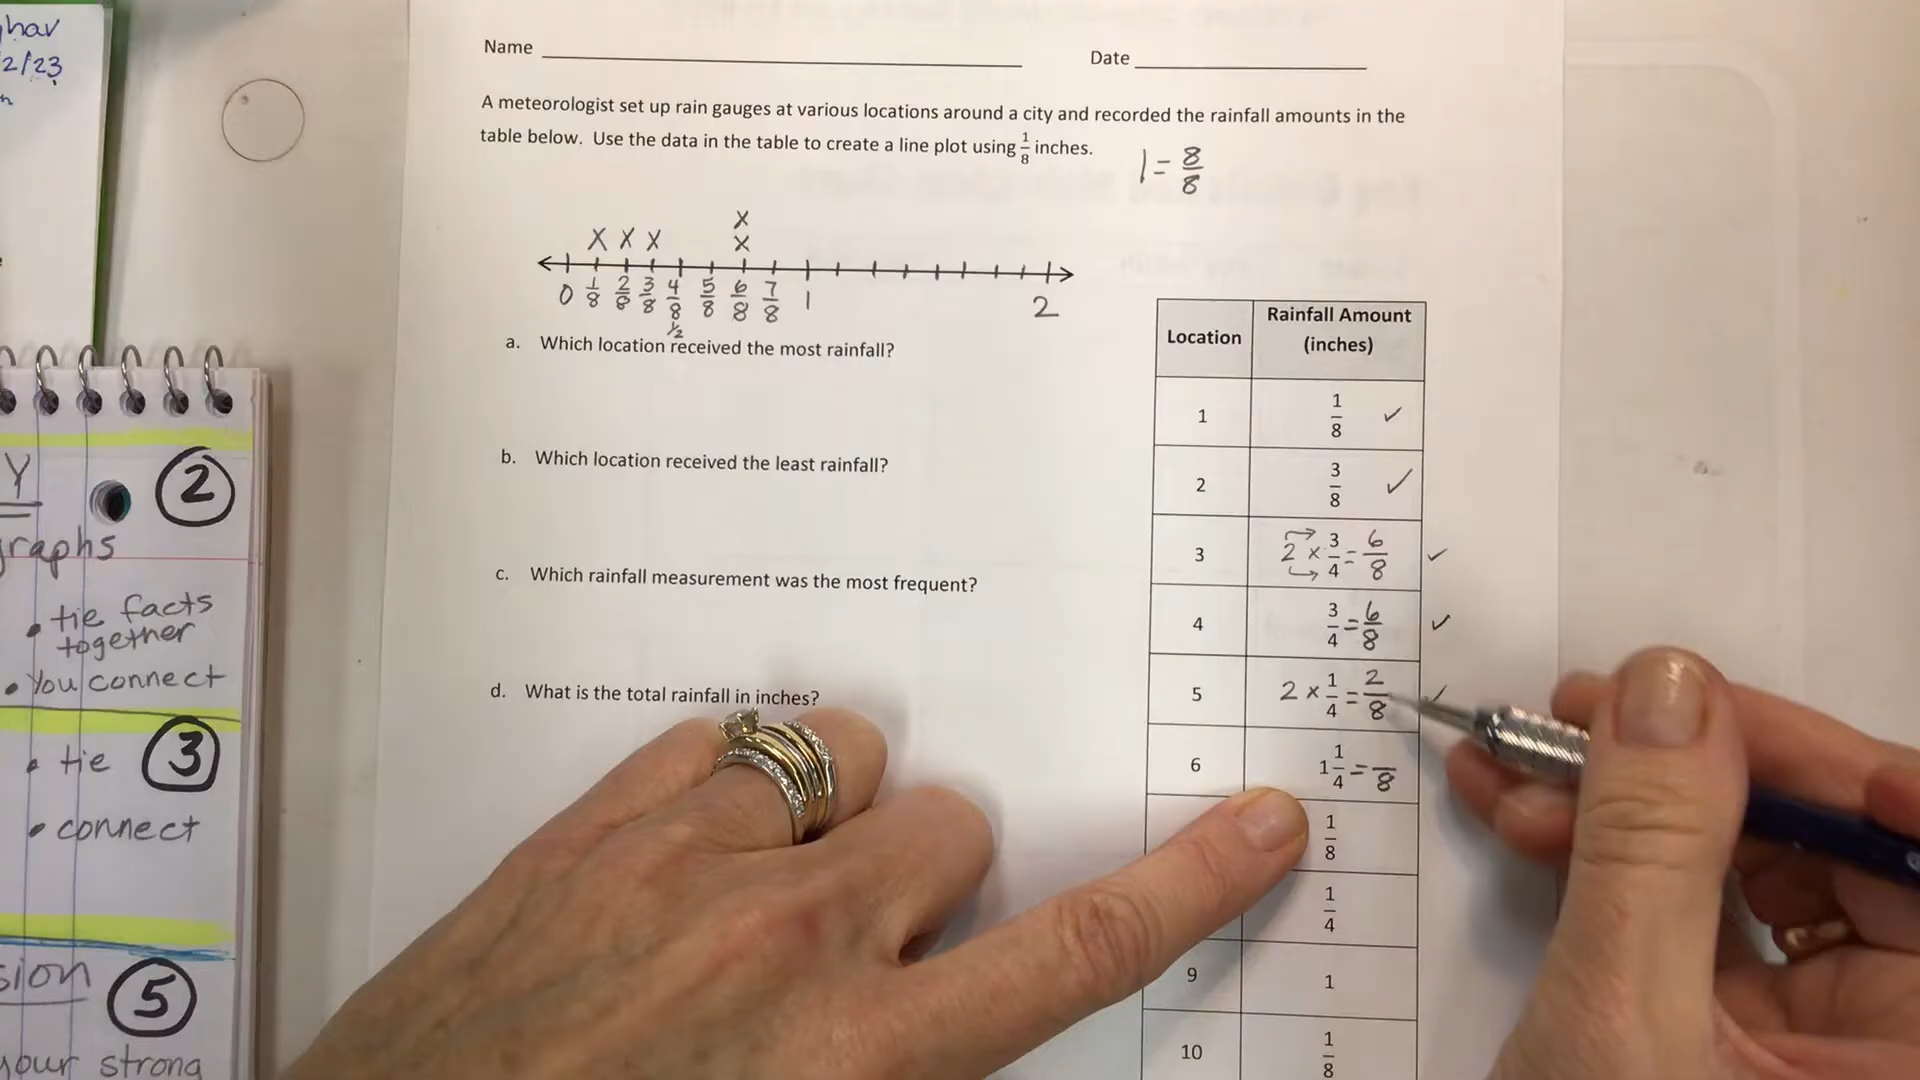 2/23
Y
2
tie facts
together
You connect
3
tie
connect
5
your strong
Name
Date
A meteorologist set up rain gauges at various locations around a city and recorded the rainfall amounts in the
table below. Use the data in the table to create a line plot using 1/8 inches.
1 = 8/8
X
X X X X
0 1/8 2/8 3/8 4/8 5/8 6/8 7/8 1 2
1/2
a. Which location received the most rainfall?
b. Which location received the least rainfall?
c. Which rainfall measurement was the most frequent?
d. What is the total rainfall in inches?
Location Rainfall Amount
(inches)
1 1/8 ✓
2 3/8 ✓
3 2 × 3/4 = 6/8 ✓
4 3/4 = 6/8 ✓
5 2 × 1/4 = 2/8 ✓
6 1 1/4 = /8
1/8
1/4
9 1
10 1/8